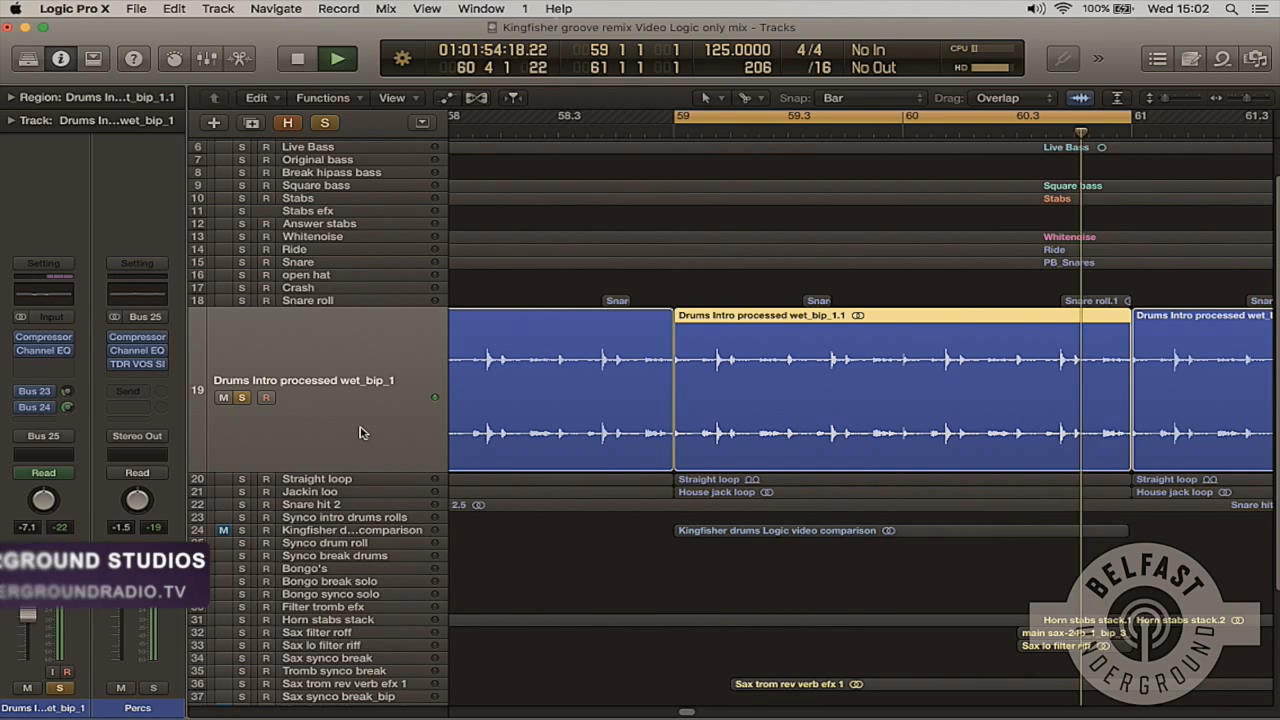 Logic Pro X File Edit Track Navigate Record Mix View Window 1 Help 100% Wed 15:02
Kingfisher groove remix Video Logic only mix - Tracks
01:01:54:18.22 59 1 1 1 125.0000 4/4 No In CPU
60 4 1 22 61 1 1 1 206 /16 No Out HD
Region: Drums In...t_bip_1.1 Edit Functions View Snap: Bar Drag: Overlap
Track: Drums In...wet_bip_1 H S
58 58.3 59 59.3 60 60.3 61 61.3
6 S R Live Bass Live Bass
7 S R Original bass
8 S R Break hipass bass
9 S R Square bass Square bass
10 S R Stabs Stabs
11 S Stabs efx
12 S R Answer stabs
13 S R Whitenoise Whitenoise
14 S R Ride Ride
15 S R Snare PB_Snares
16 S R open hat
17 S R Crash
18 S R Snare roll Snar Snar Snare roll.1 Snar
19 Drums Intro processed wet_bip_1
M S R
Drums Intro processed wet_bip_1.1 Drums Intro processed wet_b
20 S R Straight loop Straight loop Straight loop
21 S R Jackin loo House jack loop House jack loop
22 S R Snare hit 2 2.5 Snare hit
23 S R Synco intro drums rolls
24 M S R Kingfisher d...comparison Kingfisher drums Logic video comparison
S R Synco drum roll
S R Synco break drums
S R Bongo's
S R Bongo break solo
S R Bongo synco solo
S R Filter tromb efx
31 S R Horn stabs stack Horn stabs stack.1 Horn stabs stack.2
32 S R Sax filter roff main sax-24b_1_bip_3
33 S R Sax lo filter riff Sax lo filter riff
34 S R Sax synco break
35 S R Tromb synco break
36 S R Sax trom rev verb efx 1 Sax trom rev verb efx 1
37 S R Sax synco break_bip
Setting Setting
Input Bus 25
Compressor Compressor
Channel EQ Channel EQ
TDR VOS Sl
Bus 23 Send
Bus 24
Bus 25 Stereo Out
Read Read
-7.1 -22 -1.5 -19
ERGROUND STUDIOS
ERGROUNDRADIO.TV
I R
M S M S
Drums I...t_bip_1 Percs
BELFAST
UNDERGROUND